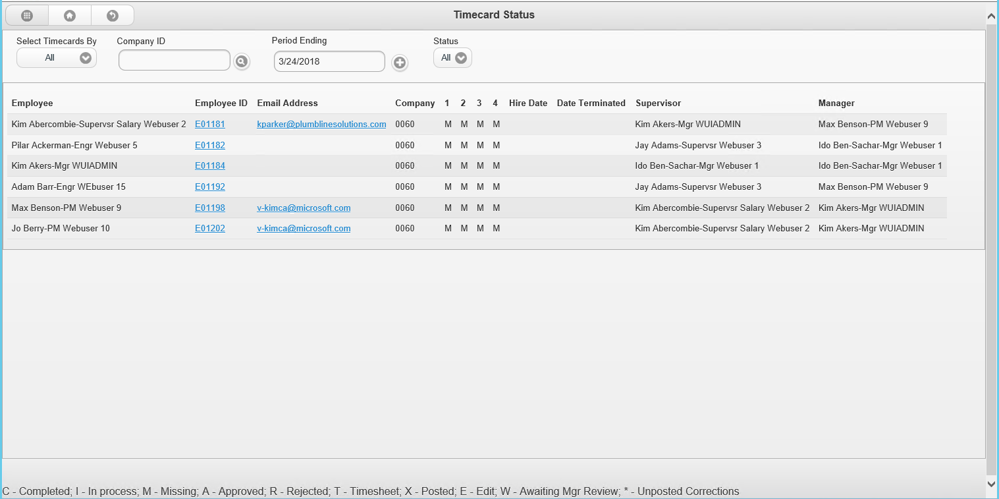 Timecard Status
Select Timecards By Company ID Period Ending Status
All 3/24/2018 All
Employee Employee ID Email Address Company 1 2 3 4 Hire Date Date Terminated Supervisor Manager
Kim Abercombie-Supervsr Salary Webuser 2 E01181 kparker@plumblinesolutions.com 0060 M M M M Kim Akers-Mgr WUIADMIN Max Benson-PM Webuser 9
Pilar Ackerman-Engr Webuser 5 E01182 0060 M M M M Jay Adams-Supervsr Webuser 3 Ido Ben-Sachar-Mgr Webuser 1
Kim Akers-Mgr WUIADMIN E01184 0060 M M M M Ido Ben-Sachar-Mgr Webuser 1 Ido Ben-Sachar-Mgr Webuser 1
Adam Barr-Engr WEbuser 15 E01192 0060 M M M M Jay Adams-Supervsr Webuser 3 Max Benson-PM Webuser 9
Max Benson-PM Webuser 9 E01198 v-kimca@microsoft.com 0060 M M M M Kim Abercombie-Supervsr Salary Webuser 2 Kim Akers-Mgr WUIADMIN
Jo Berry-PM Webuser 10 E01202 v-kimca@microsoft.com 0060 M M M M Kim Abercombie-Supervsr Salary Webuser 2 Kim Akers-Mgr WUIADMIN
C - Completed; I - In process; M - Missing; A - Approved; R - Rejected; T - Timesheet; X - Posted; E - Edit; W - Awaiting Mgr Review; * - Unposted Corrections